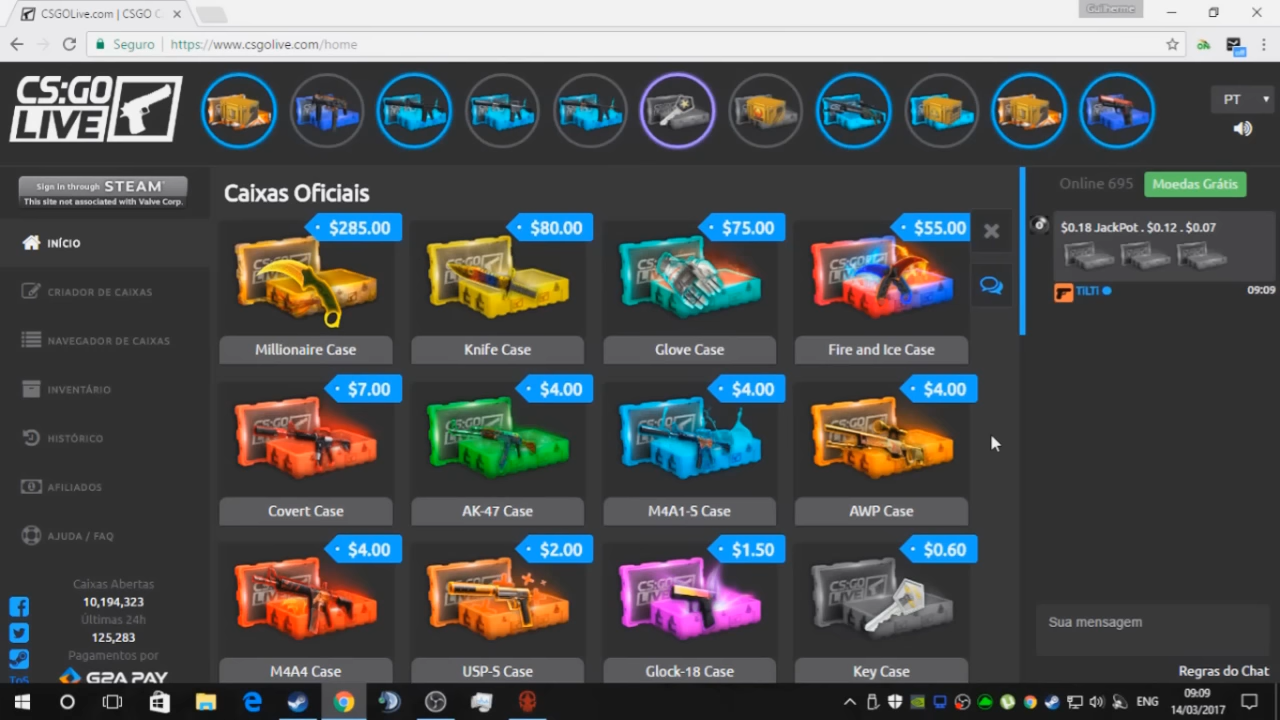 CSGOLive.com | CSGO C
Guilherme
Seguro
https://www.csgolive.com/home
CS:GO
LIVE
PT
Sign in through STEAM
This site not associated with Valve Corp.
INÍCIO
CRIADOR DE CAIXAS
NAVEGADOR DE CAIXAS
INVENTÁRIO
HISTÓRICO
AFILIADOS
AJUDA / FAQ
Caixas Abertas
10,194,323
Últimas 24h
125,283
Pagamentos por
G2A PAY
ToS
Caixas Oficiais
$285.00
Millionaire Case
$80.00
Knife Case
$75.00
Glove Case
$55.00
Fire and Ice Case
$7.00
Covert Case
$4.00
AK-47 Case
$4.00
M4A1-S Case
$4.00
AWP Case
$4.00
M4A4 Case
$2.00
USP-S Case
$1.50
Glock-18 Case
$0.60
Key Case
Online 695
Moedas Grátis
$0.18 JackPot . $0.12 . $0.07
TiLTi
09:09
Sua mensagem
Regras do Chat
ENG
09:09
14/03/2017